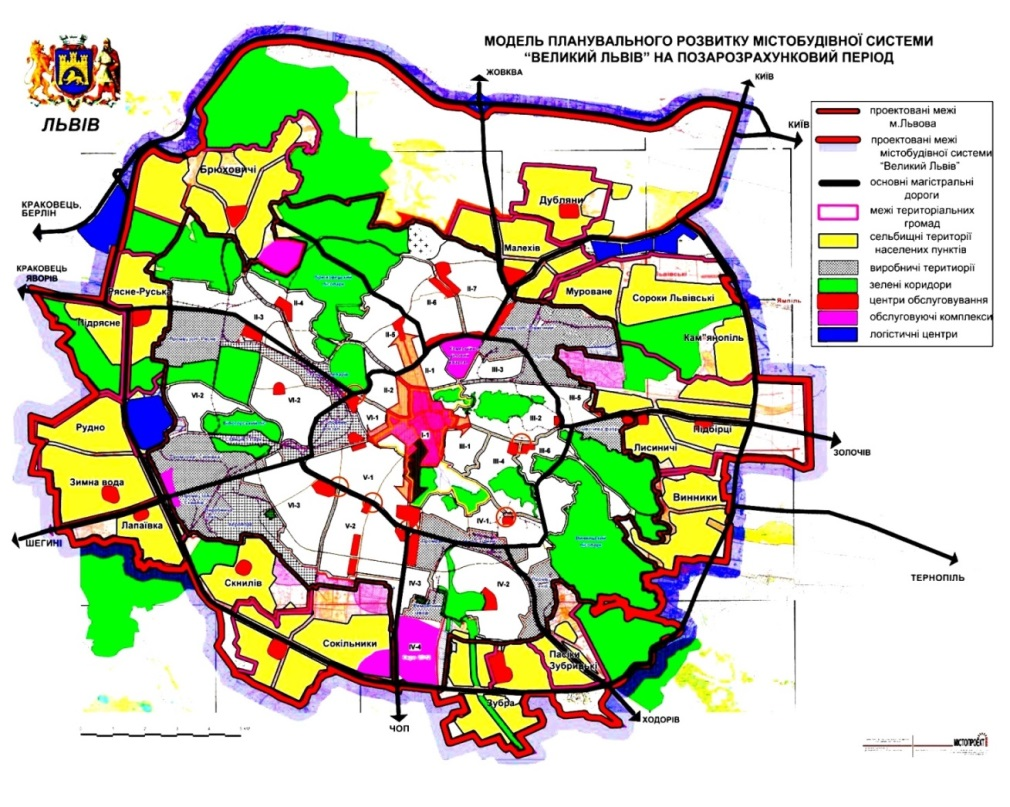 МОДЕЛЬ ПЛАНУВАЛЬНОГО РОЗВИТКУ МІСТОБУДІВНОЇ СИСТЕМИ
“ВЕЛИКИЙ ЛЬВІВ” НА ПОЗАРОЗРАХУНКОВИЙ ПЕРІОД
ЛЬВІВ
ЖОВКВА
КИЇВ
КИЇВ
проектовані межі
м.Львова
проектовані межі
містобудівної системи
“Великий Львів”
основні магістральні
дороги
межі територіальних
громад
сельбищні території
населених пунктів
виробничі териториї
зелені коридори
центри обслуговування
обслуговуючі комплекси
логістичні центри
Брюховичі
КРАКОВЕЦЬ,
БЕРЛІН
Дубляни
Малехів
КРАКОВЕЦЬ
ЯВОРІВ
Рясне-Руськ.
Муроване
Сороки Львівські
Підрясне
Кам”янопіль
II-7
II-6
II-4
II-3
II-5
II-1
II-2
III-3
VI-2
VI-2
VI-1
III-5
III-2
I-1
III-1
III-6
III-4
Рудно
Підбірці
Лисиничі
ЗОЛОЧІВ
Зимна вода
V-1
VI-3
V-2
IV-1.
Винники
Лапаївка
ШЕГИНІ
ТЕРНОПІЛЬ
Скнилів
IV-3
IV-2
Сокільники
IV-4
Пасіки
Зубрицькі
Зубра
ЧОП
ХОДОРІВ
МІСТОПРОЕКТ